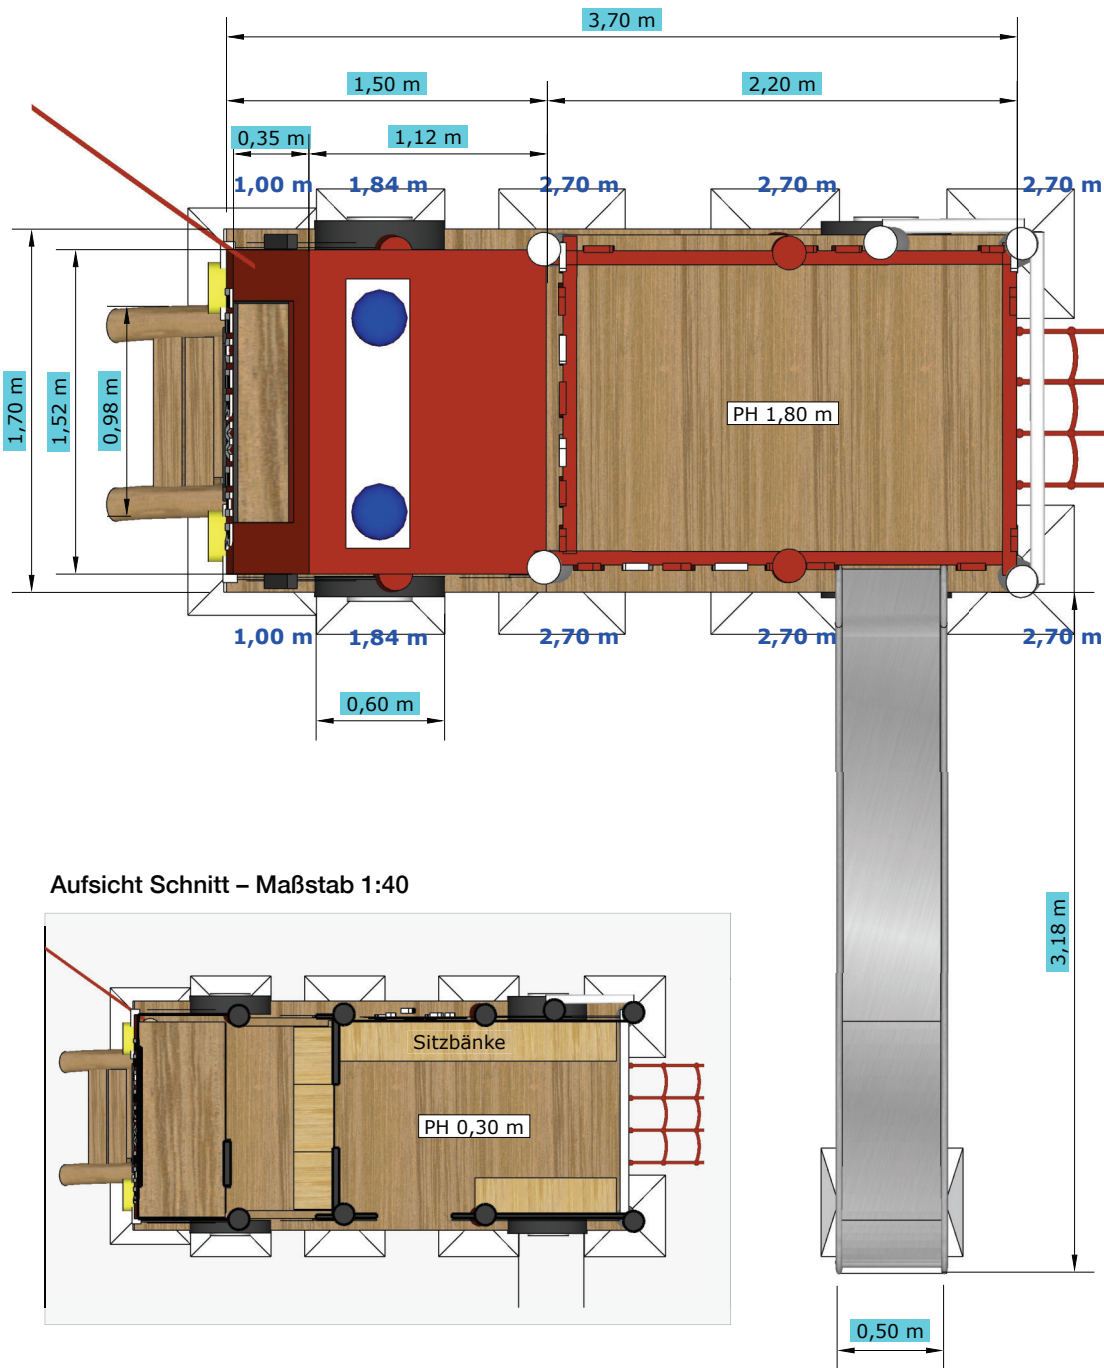 3,70 m
1,50 m
2,20 m
0,35 m
1,12 m
1,00 m
1,84 m
2,70 m
2,70 m
2,70 m
1,70 m
1,52 m
0,98 m
PH 1,80 m
1,00 m
1,84 m
2,70 m
2,70 m
2,70 m
0,60 m
3,18 m
Aufsicht Schnitt – Maßstab 1:40
Sitzbänke
PH 0,30 m
0,50 m